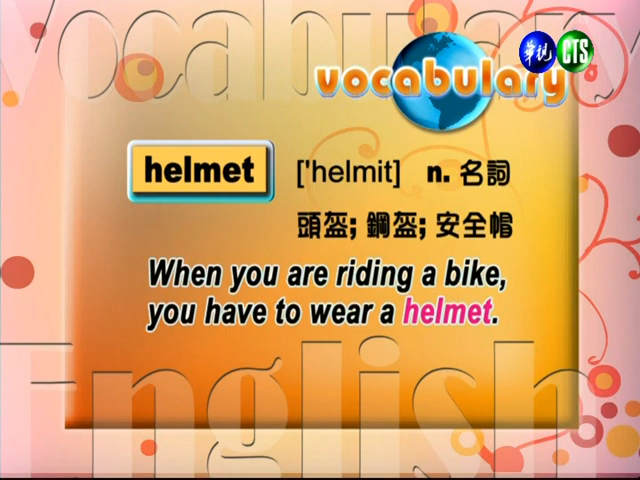 Vocabulary
華視 CTS
vocabulary
helmet ['helmit] n. 名詞
頭盔; 鋼盔; 安全帽
When you are riding a bike,
you have to wear a helmet.
English